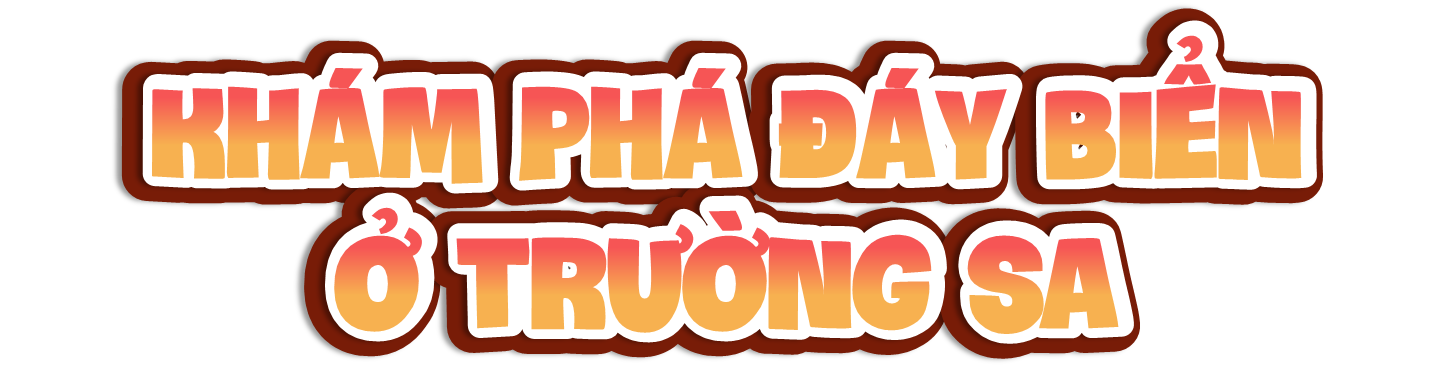 KHÁM PHÁ ĐÁY BIỂN
Ở TRƯỜNG SA